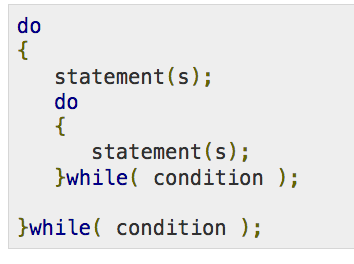 do
{
   statement(s);
   do
   {
      statement(s);
   }while( condition );

}while( condition );